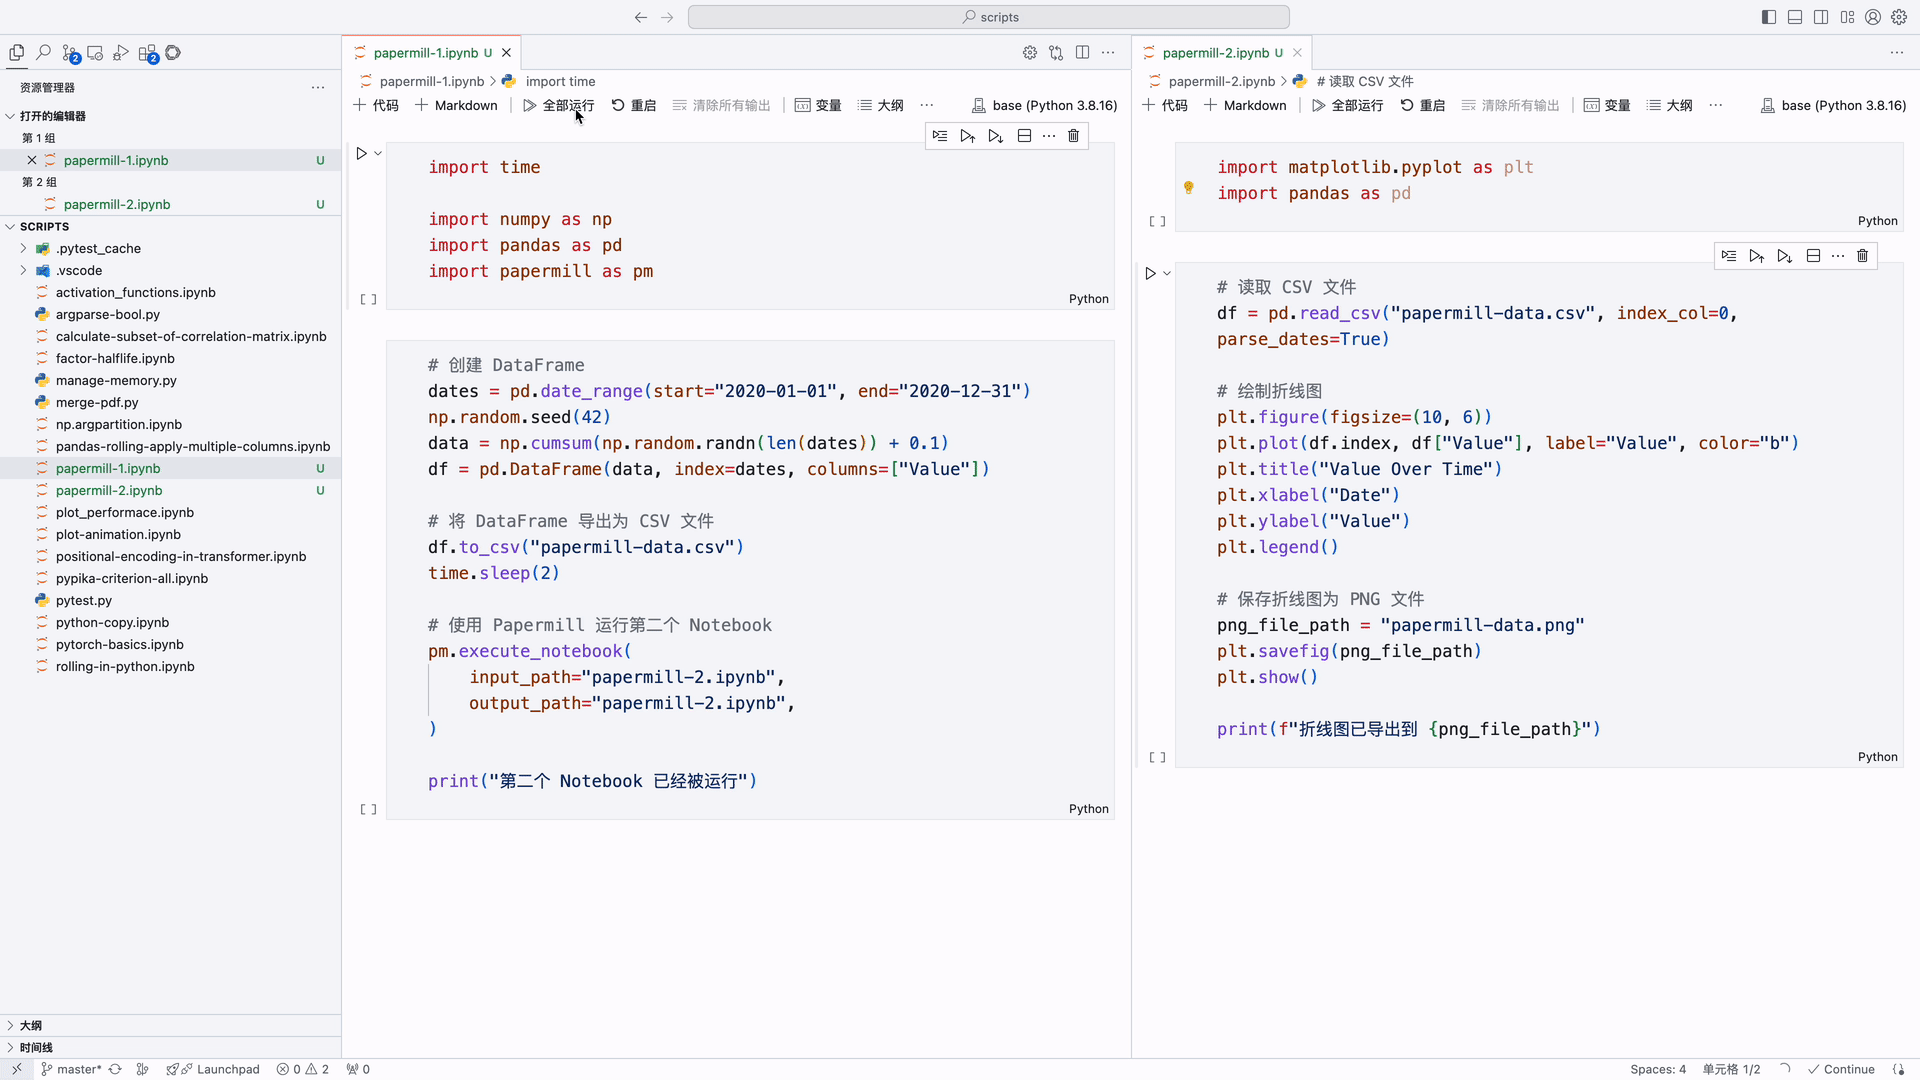 scripts
资源管理器
打开的编辑器
第 1 组
papermill-1.ipynb U
第 2 组
papermill-2.ipynb U
SCRIPTS
.pytest_cache
.vscode
activation_functions.ipynb
argparse-bool.py
calculate-subset-of-correlation-matrix.ipynb
factor-halflife.ipynb
manage-memory.py
merge-pdf.py
np.argpartition.ipynb
pandas-rolling-apply-multiple-columns.ipynb
papermill-1.ipynb U
papermill-2.ipynb U
plot_performace.ipynb
plot-animation.ipynb
positional-encoding-in-transformer.ipynb
pypika-criterion-all.ipynb
pytest.py
python-copy.ipynb
pytorch-basics.ipynb
rolling-in-python.ipynb
大纲
时间线
2
2
papermill-1.ipynb U
papermill-1.ipynb > import time
代码 Markdown 全部运行 重启 清除所有输出 变量 大纲 ··· base (Python 3.8.16)
import time
import numpy as np
import pandas as pd
import papermill as pm
[ ] Python
# 创建 DataFrame
dates = pd.date_range(start="2020-01-01", end="2020-12-31")
np.random.seed(42)
data = np.cumsum(np.random.randn(len(dates)) + 0.1)
df = pd.DataFrame(data, index=dates, columns=["Value"])
# 将 DataFrame 导出为 CSV 文件
df.to_csv("papermill-data.csv")
time.sleep(2)
# 使用 Papermill 运行第二个 Notebook
pm.execute_notebook(
input_path="papermill-2.ipynb",
output_path="papermill-2.ipynb",
)
print("第二个 Notebook 已经被运行")
[ ] Python
papermill-2.ipynb U
papermill-2.ipynb > # 读取 CSV 文件
代码 Markdown 全部运行 重启 清除所有输出 变量 大纲 ··· base (Python 3.8.16)
import matplotlib.pyplot as plt
import pandas as pd
[ ] Python
# 读取 CSV 文件
df = pd.read_csv("papermill-data.csv", index_col=0,
parse_dates=True)
# 绘制折线图
plt.figure(figsize=(10, 6))
plt.plot(df.index, df["Value"], label="Value", color="b")
plt.title("Value Over Time")
plt.xlabel("Date")
plt.ylabel("Value")
plt.legend()
# 保存折线图为 PNG 文件
png_file_path = "papermill-data.png"
plt.savefig(png_file_path)
plt.show()
print(f"折线图已导出到 {png_file_path}")
[ ] Python
master* Launchpad 0 2 0 Spaces: 4 单元格 1/2 Continue